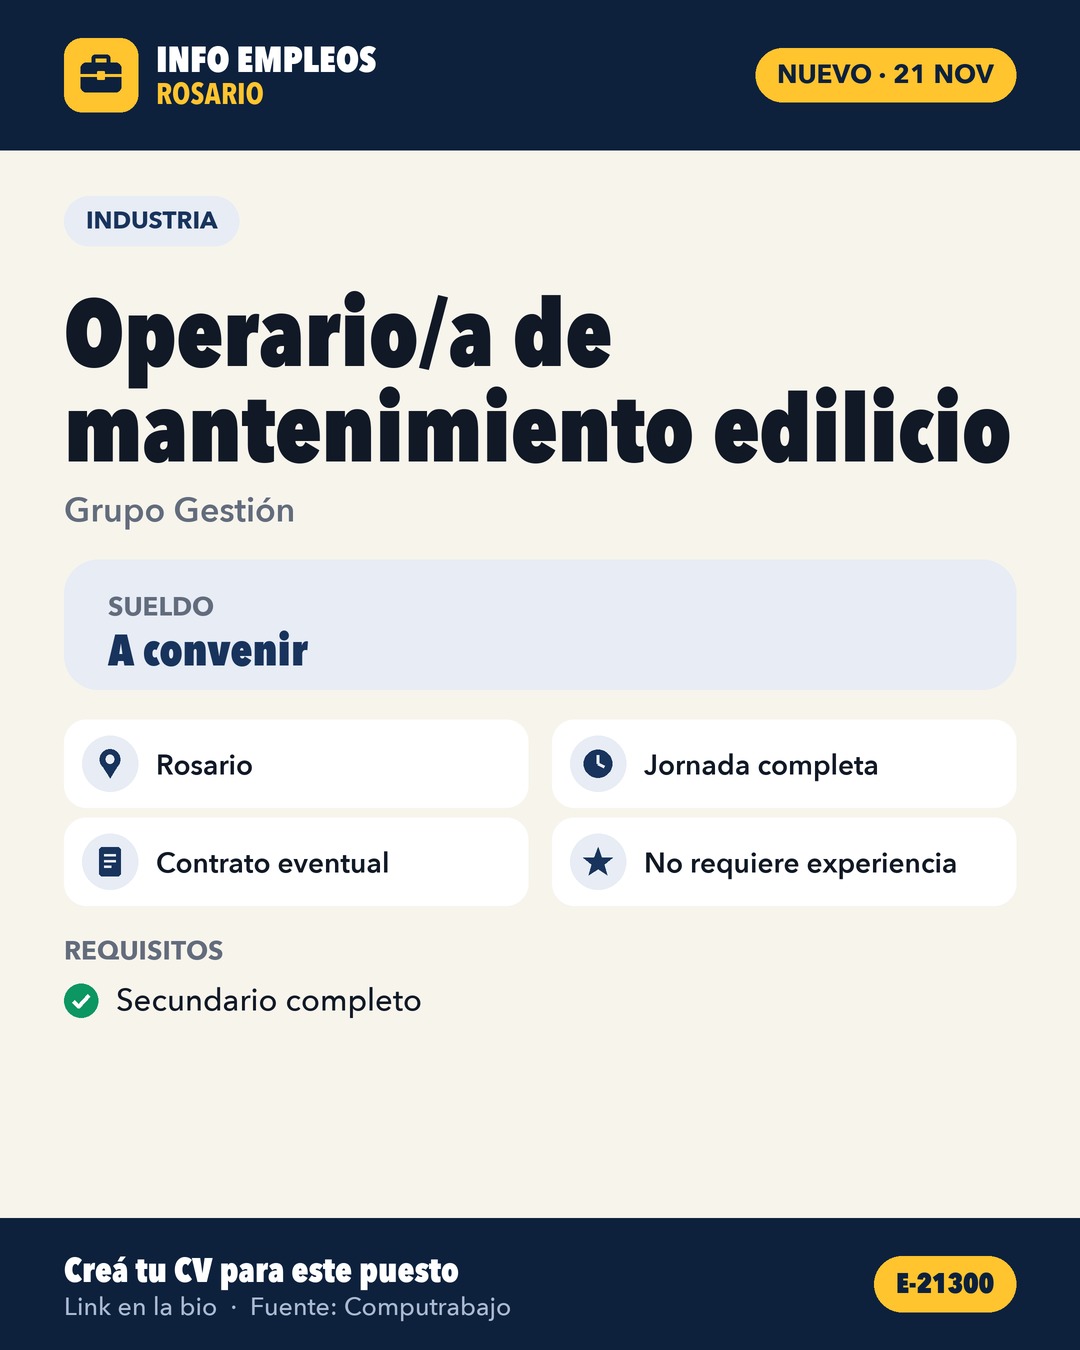 INFO EMPLEOS
ROSARIO
NUEVO · 21 NOV
INDUSTRIA
Operario/a de
mantenimiento edilicio
Grupo Gestión
SUELDO
A convenir
Rosario
Jornada completa
Contrato eventual
No requiere experiencia
REQUISITOS
Secundario completo
Creá tu CV para este puesto
Link en la bio · Fuente: Computrabajo
E-21300